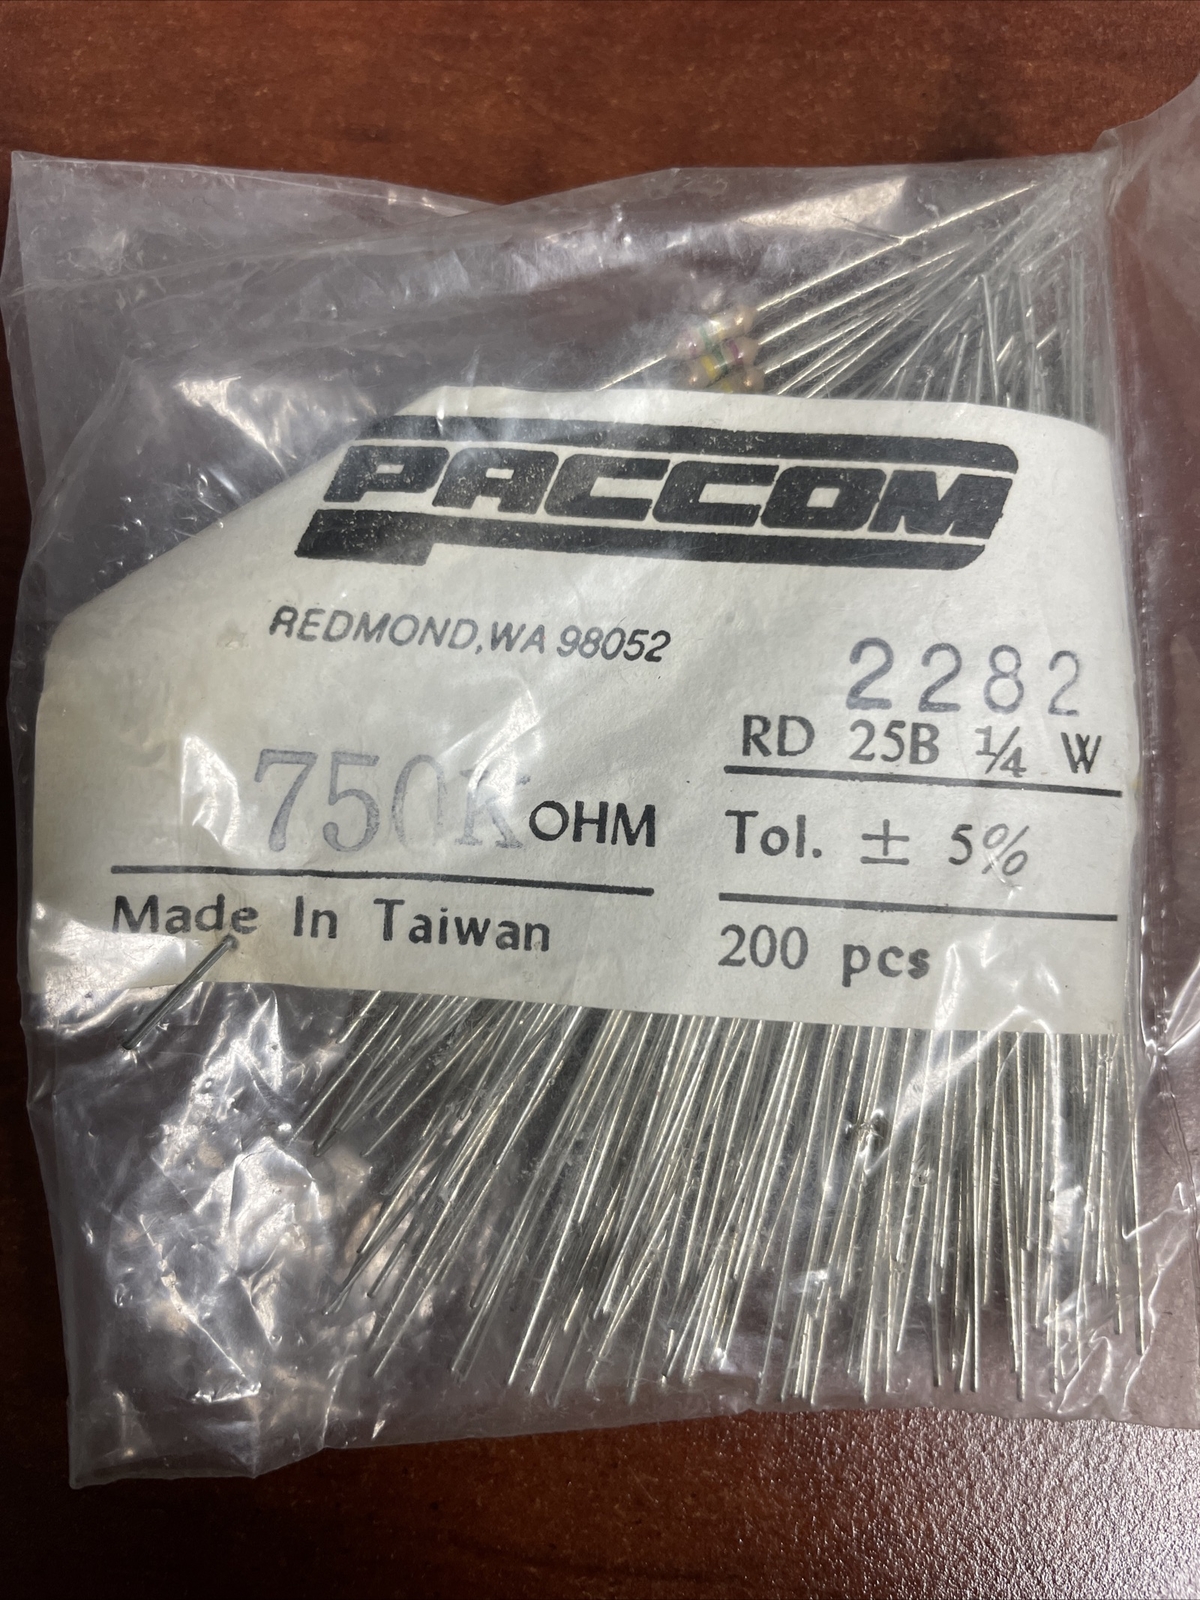 PACCOM
REDMOND, WA 98052
2282
RD 25B ¼ W
750K OHM
Tol. ± 5%
Made In Taiwan
200 pcs